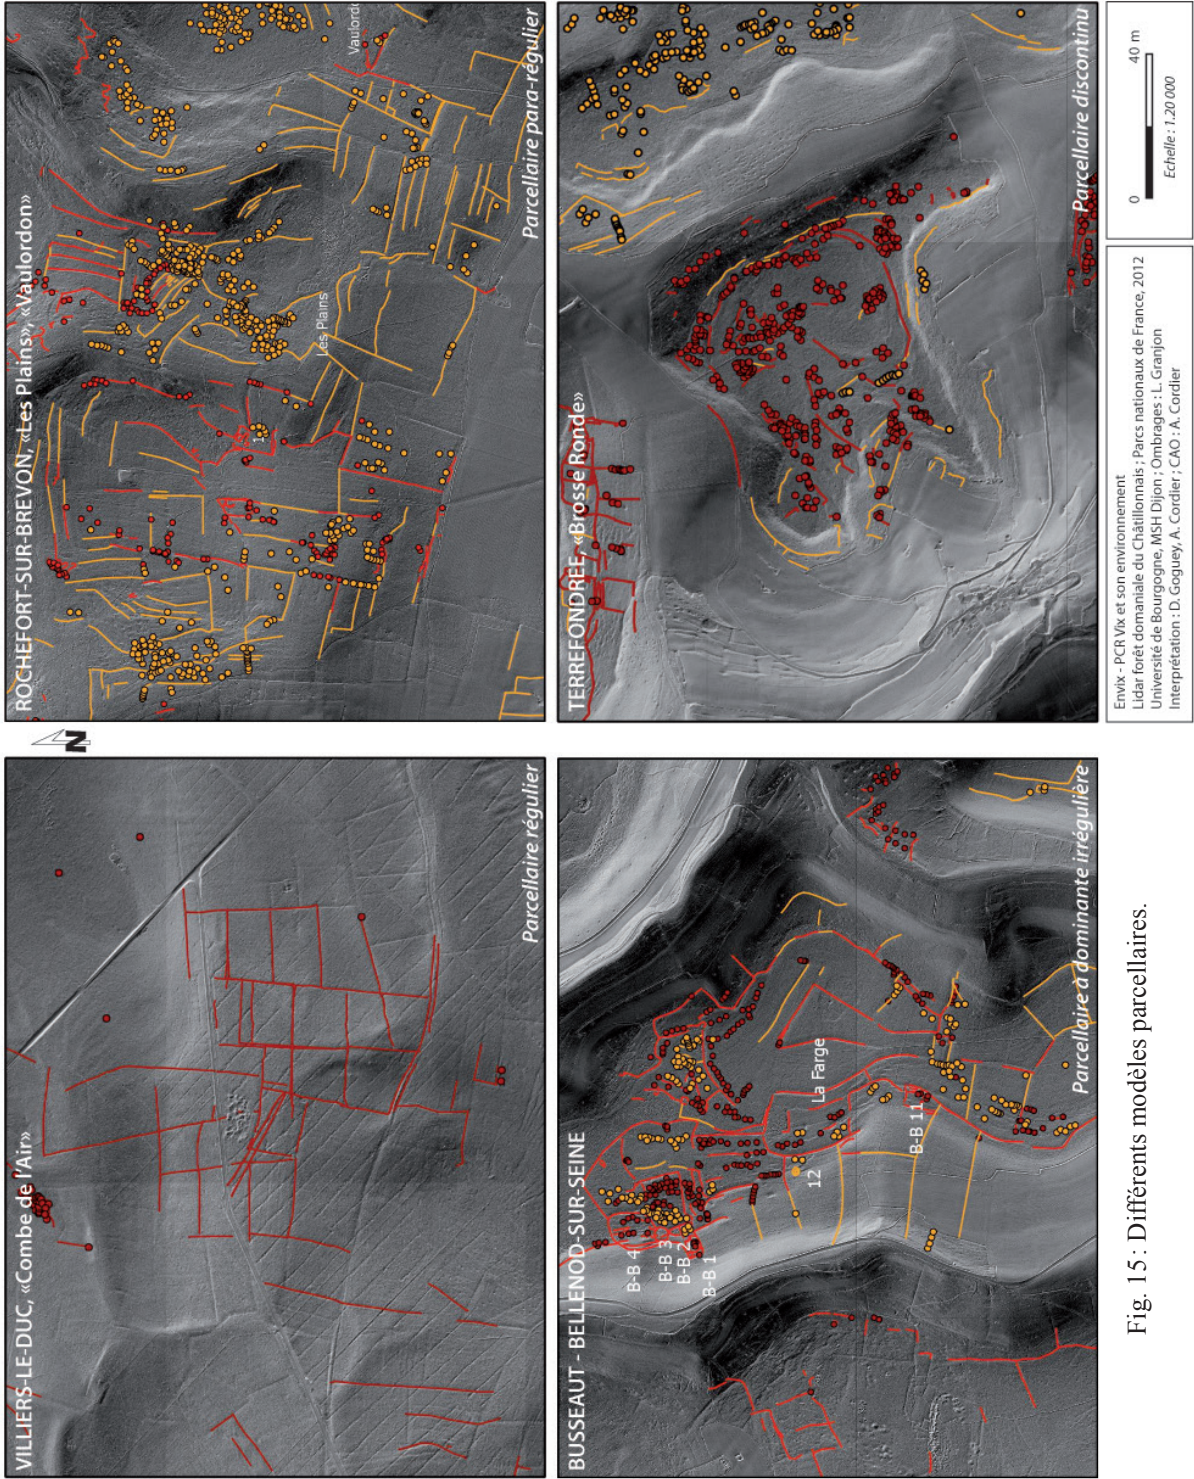 VILLIERS-LE-DUC, «Combe de l'Air»
Parcellaire régulier
N
ROCHEFORT-SUR-BREVON, «Les Plains», «Vaulordon»
Les Plains
1
Parcellaire para-régulier
BUSSEAUT - BELLENOD-SUR-SEINE
B-B 4
B-B 3
B-B 2
B-B 1
12
La Farge
B-B 11
Parcellaire à dominante irrégulière
TERREFONDRÉE, «Brosse Ronde»
1
Parcellaire discontinu
Envix - PCR Vix et son environnement
Lidar forêt domaniale du Châtillonnais ; Parcs nationaux de France, 2012
Université de Bourgogne, MSH Dijon ; Ombrages : L. Granjon
Interprétation : D. Goguey, A. Cordier ; CAO : A. Cordier
0 40 m
Echelle : 1.20 000
Fig. 15 : Différents modèles parcellaires.